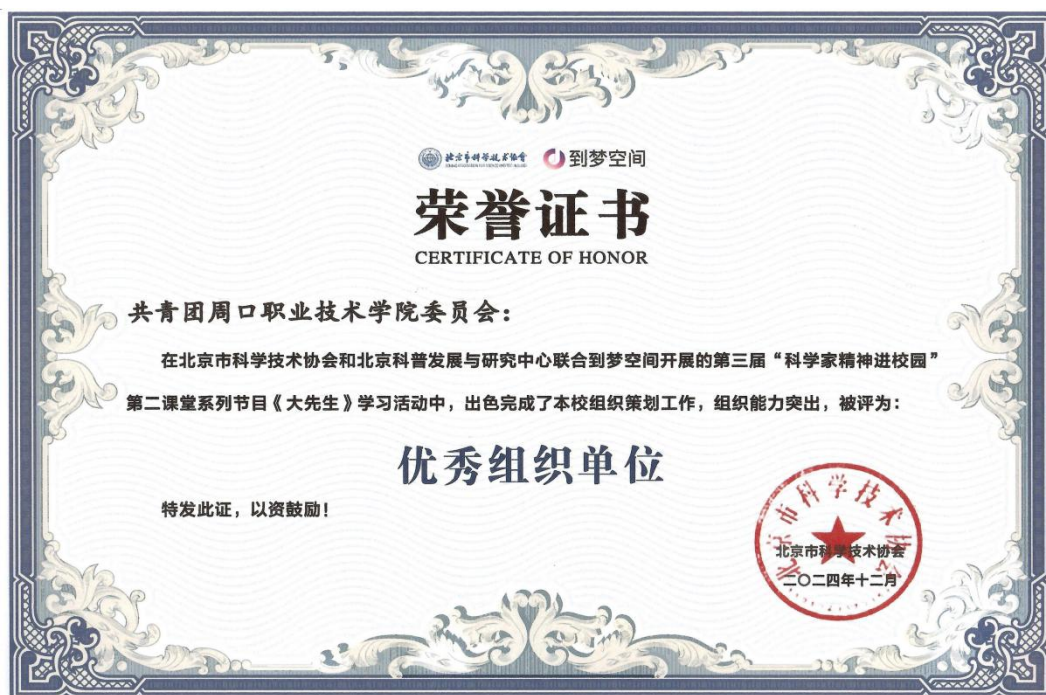 北京市科学技术协会 到梦空间
荣誉证书
CERTIFICATE OF HONOR
共青团周口职业技术学院委员会：
在北京市科学技术协会和北京科普发展与研究中心联合到梦空间开展的第三届“科学家精神进校园”
第二课堂系列节目《大先生》学习活动中，出色完成了本校组织策划工作，组织能力突出，被评为：
优秀组织单位
特发此证，以资鼓励！
北京市科学技术协会
北京市科学技术协会
二〇二四年十二月